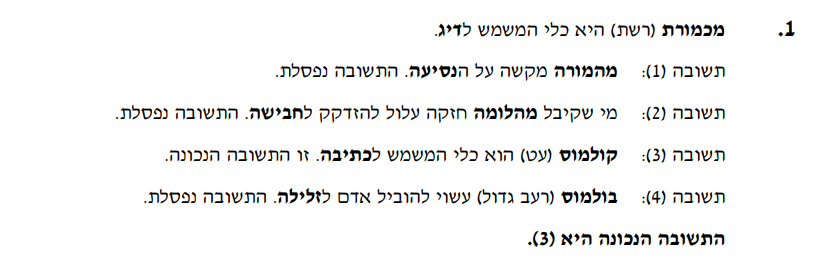 1. מכמורת (רשת) היא כלי המשמש לדיג.
תשובה (1): מהמורה מקשה על הנסיעה. התשובה נפסלת.
תשובה (2): מי שקיבל מהלומה חזקה עלול להזדקק לחבישה. התשובה נפסלת.
תשובה (3): קולמוס (עט) הוא כלי המשמש לכתיבה. זו התשובה הנכונה.
תשובה (4): בולמוס (רעב גדול) עשוי להוביל אדם לזלילה. התשובה נפסלת.
התשובה הנכונה היא (3).